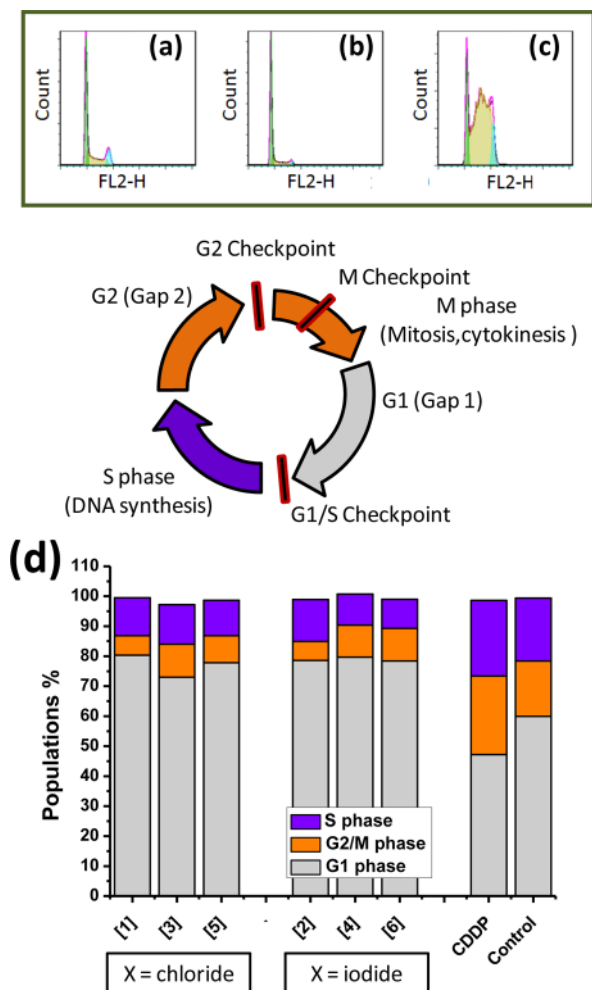 (a)
(b)
(c)
Count
Count
Count
FL2-H
FL2-H
FL2-H
G2 Checkpoint
M Checkpoint
G2 (Gap 2)
M phase
(Mitosis,cytokinesis )
G1 (Gap 1)
S phase
(DNA synthesis)
G1/S Checkpoint
(d)
Populations %
110
100
90
80
70
60
50
40
30
20
10
0
S phase
G2/M phase
G1 phase
[1]
[3]
[5]
[2]
[4]
[6]
CDDP
Control
X = chloride
X = iodide